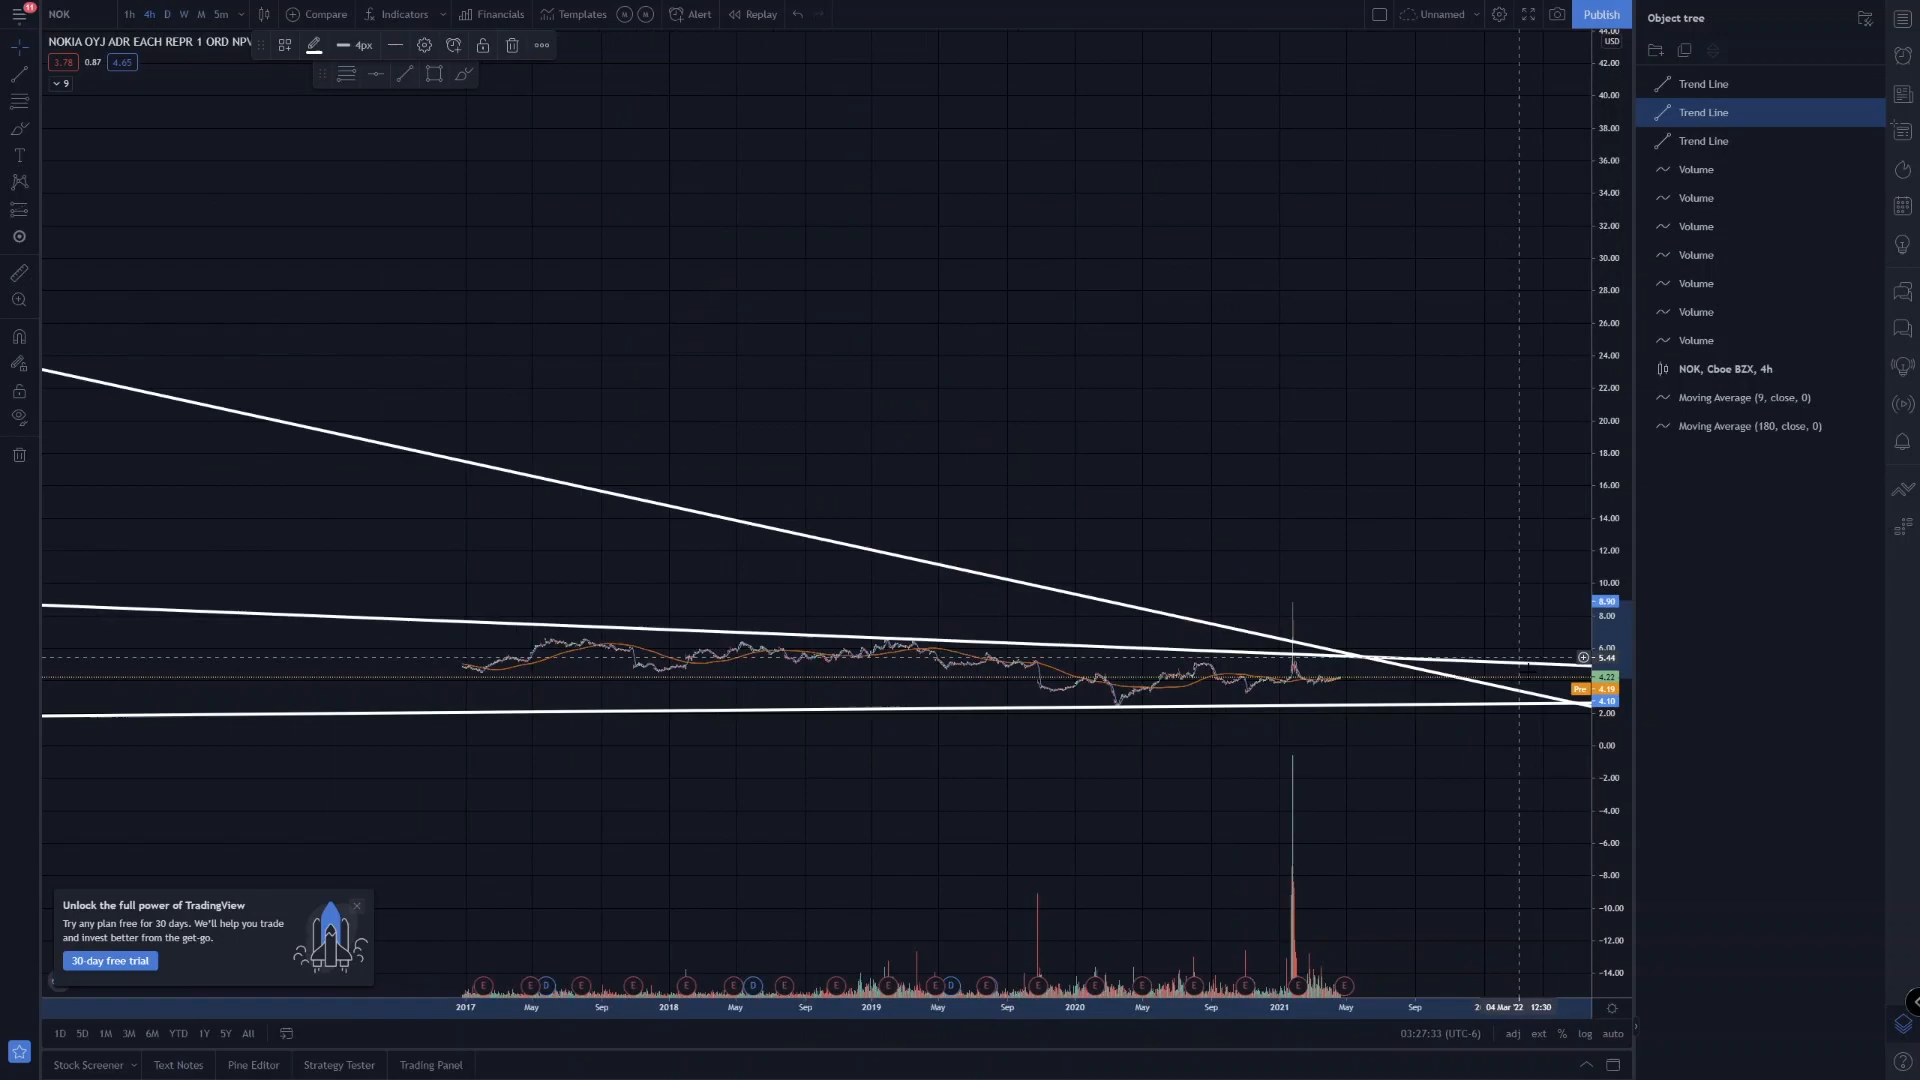 11
NOK
1h 4h D W M 5m
Compare
Indicators
Financials
Templates
M M
Alert
Replay
Unnamed
Publish
Object tree
NOKIA OYJ ADR EACH REPR 1 ORD NPV
4px
3.78 0.87 4.65
9
Trend Line
Trend Line
Trend Line
Volume
Volume
Volume
Volume
Volume
Volume
Volume
NOK, Cboe BZX, 4h
Moving Average (9, close, 0)
Moving Average (180, close, 0)
44.00
USD
42.00
40.00
38.00
36.00
34.00
32.00
30.00
28.00
26.00
24.00
22.00
20.00
18.00
16.00
14.00
12.00
10.00
8.90
8.00
6.00
5.44
4.22
Pre 4.19
4.10
2.00
0.00
-2.00
-4.00
-6.00
-8.00
-10.00
-12.00
-14.00
Unlock the full power of TradingView
Try any plan free for 30 days. We'll help you trade
and invest better from the get-go.
30-day free trial
E E D E E E E D E E E E D E E E E E E E E
2017 May Sep 2018 May Sep 2019 May Sep 2020 May Sep 2021 May Sep 04 Mar '22 12:30
1D 5D 1M 3M 6M YTD 1Y 5Y All
03:27:33 (UTC-6) adj ext % log auto
Stock Screener Text Notes Pine Editor Strategy Tester Trading Panel